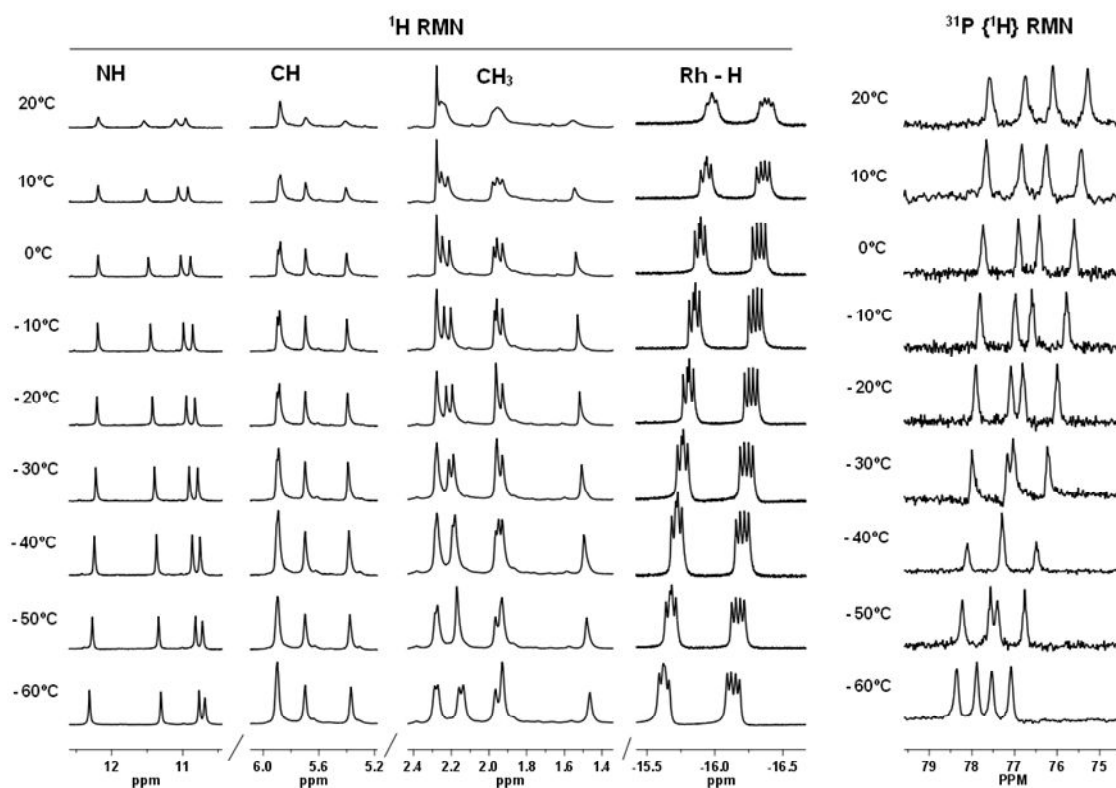 ¹H RMN
³¹P {¹H} RMN
NH CH CH₃ Rh - H
20ºC 20ºC
10ºC 10ºC
0ºC 0ºC
- 10ºC - 10ºC
- 20ºC - 20ºC
- 30ºC - 30ºC
- 40ºC - 40ºC
- 50ºC - 50ºC
- 60ºC - 60ºC
12 11 6.0 5.6 5.2 2.4 2.2 2.0 1.8 1.6 1.4 -15.5 -16.0 -16.5 79 78 77 76 75
ppm ppm ppm ppm PPM